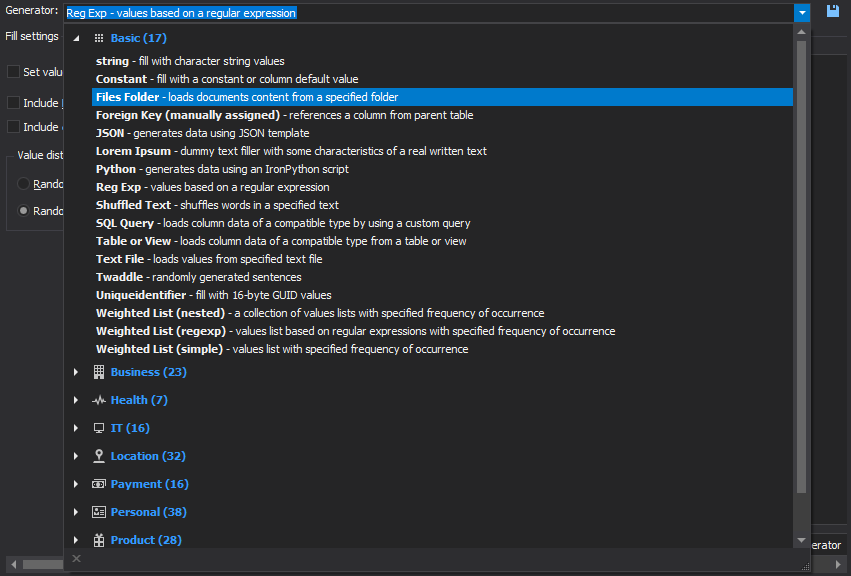 Generator: Reg Exp - values based on a regular expression
Fill settings
Basic (17)
string - fill with character string values
Set valu
Constant - fill with a constant or column default value
Files Folder - loads documents content from a specified folder
Include
Foreign Key (manually assigned) - references a column from parent table
Include
JSON - generates data using JSON template
Lorem Ipsum - dummy text filler with some characteristics of a real written text
Value dist
Python - generates data using an IronPython script
Rando
Reg Exp - values based on a regular expression
Shuffled Text - shuffles words in a specified text
Rando
SQL Query - loads column data of a compatible type by using a custom query
Table or View - loads column data of a compatible type from a table or view
Text File - loads values from specified text file
Twaddle - randomly generated sentences
Uniqueidentifier - fill with 16-byte GUID values
Weighted List (nested) - a collection of values lists with specified frequency of occurrence
Weighted List (regexp) - values list based on regular expressions with specified frequency of occurrence
Weighted List (simple) - values list with specified frequency of occurrence
Business (23)
Health (7)
IT (16)
Location (32)
Payment (16)
Personal (38)
Product (28)
erator